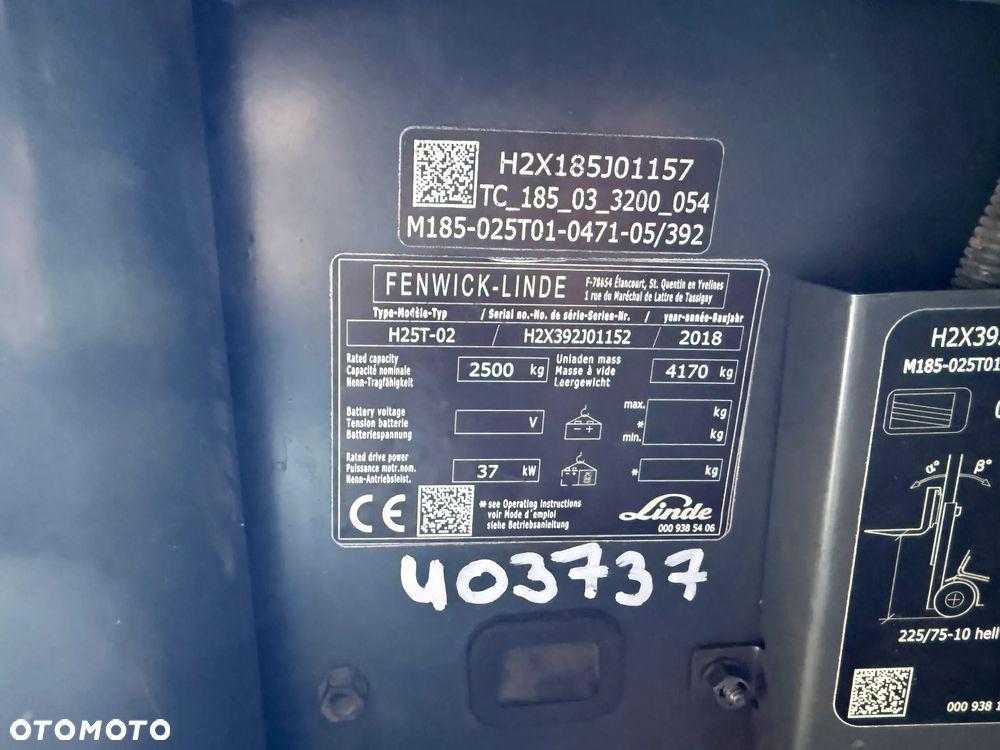 H2X185J01157
TC_185_03_3200_054
M185-025T01-0471-05/392
FENWICK-LINDE
F-78854 Élancourt, St. Quentin en Yvelines
1 rue du Maréchal de Lattre de Tassigny
Type-Modèle-Typ / Serial no.-No. de série-Serien-Nr. / year-année-Baujahr
H25T-02 / H2X392J01152 / 2018
Rated capacity
Capacité nominale
Nenn-Tragfähigkeit
2500 kg
Unladen mass
Masse à vide
Leergewicht
4170 kg
Battery voltage
Tension batterie
Batteriespannung
V
- +
max.
*
min.
kg
kg
Rated drive power
Puissance motr.nom.
Nenn-Antriebsleist.
37 kW
* kg
CE
* see Operating instructions
voir Mode d'emploi
siehe Betriebsanleitung
Linde
000 938 54 06
U03737
H2X39
M185-025T01
α° β°
225/75-10 hell
000 938
OTOMOTO